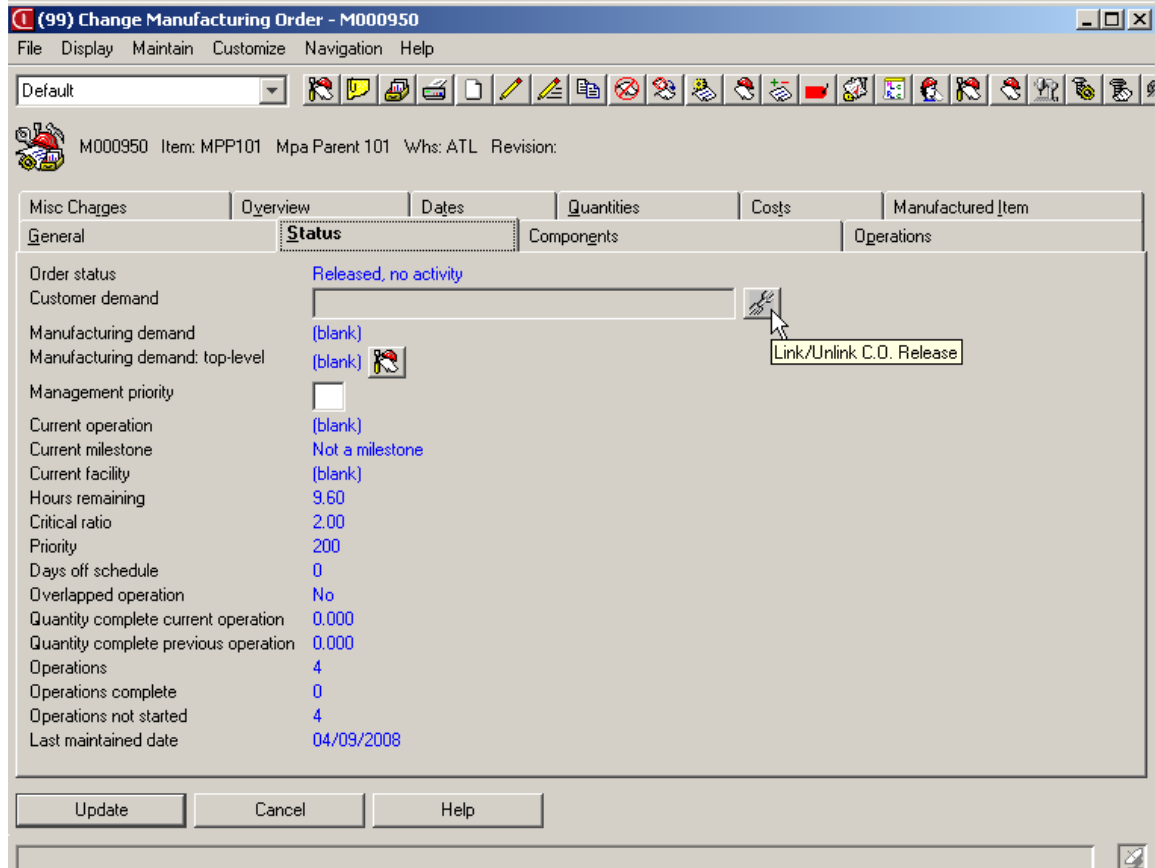 (99) Change Manufacturing Order - M000950
File Display Maintain Customize Navigation Help
Default
M000950 Item: MPP101 Mpa Parent 101 Whs: ATL Revision:
Misc Charges Overview Dates Quantities Costs Manufactured Item
General Status Components Operations
Order status Released, no activity
Customer demand
Manufacturing demand (blank)
Link/Unlink C.O. Release
Manufacturing demand: top-level (blank)
Management priority
Current operation (blank)
Current milestone Not a milestone
Current facility (blank)
Hours remaining 9.60
Critical ratio 2.00
Priority 200
Days off schedule 0
Overlapped operation No
Quantity complete current operation 0.000
Quantity complete previous operation 0.000
Operations 4
Operations complete 0
Operations not started 4
Last maintained date 04/09/2008
Update Cancel Help